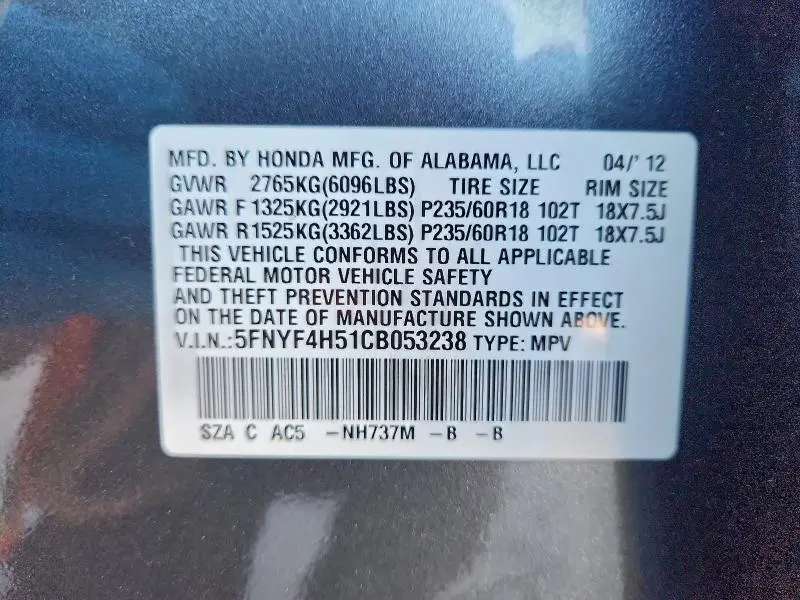 MFD. BY HONDA MFG. OF ALABAMA, LLC 04/'12
GVWR 2765KG(6096LBS) TIRE SIZE RIM SIZE
GAWR F 1325KG(2921LBS) P235/60R18 102T 18X7.5J
GAWR R1525KG(3362LBS) P235/60R18 102T 18X7.5J
THIS VEHICLE CONFORMS TO ALL APPLICABLE
FEDERAL MOTOR VEHICLE SAFETY
AND THEFT PREVENTION STANDARDS IN EFFECT
ON THE DATE OF MANUFACTURE SHOWN ABOVE.
V.I.N.:5FNYF4H51CB053238 TYPE: MPV
SZA C AC5 -NH737M -B -B